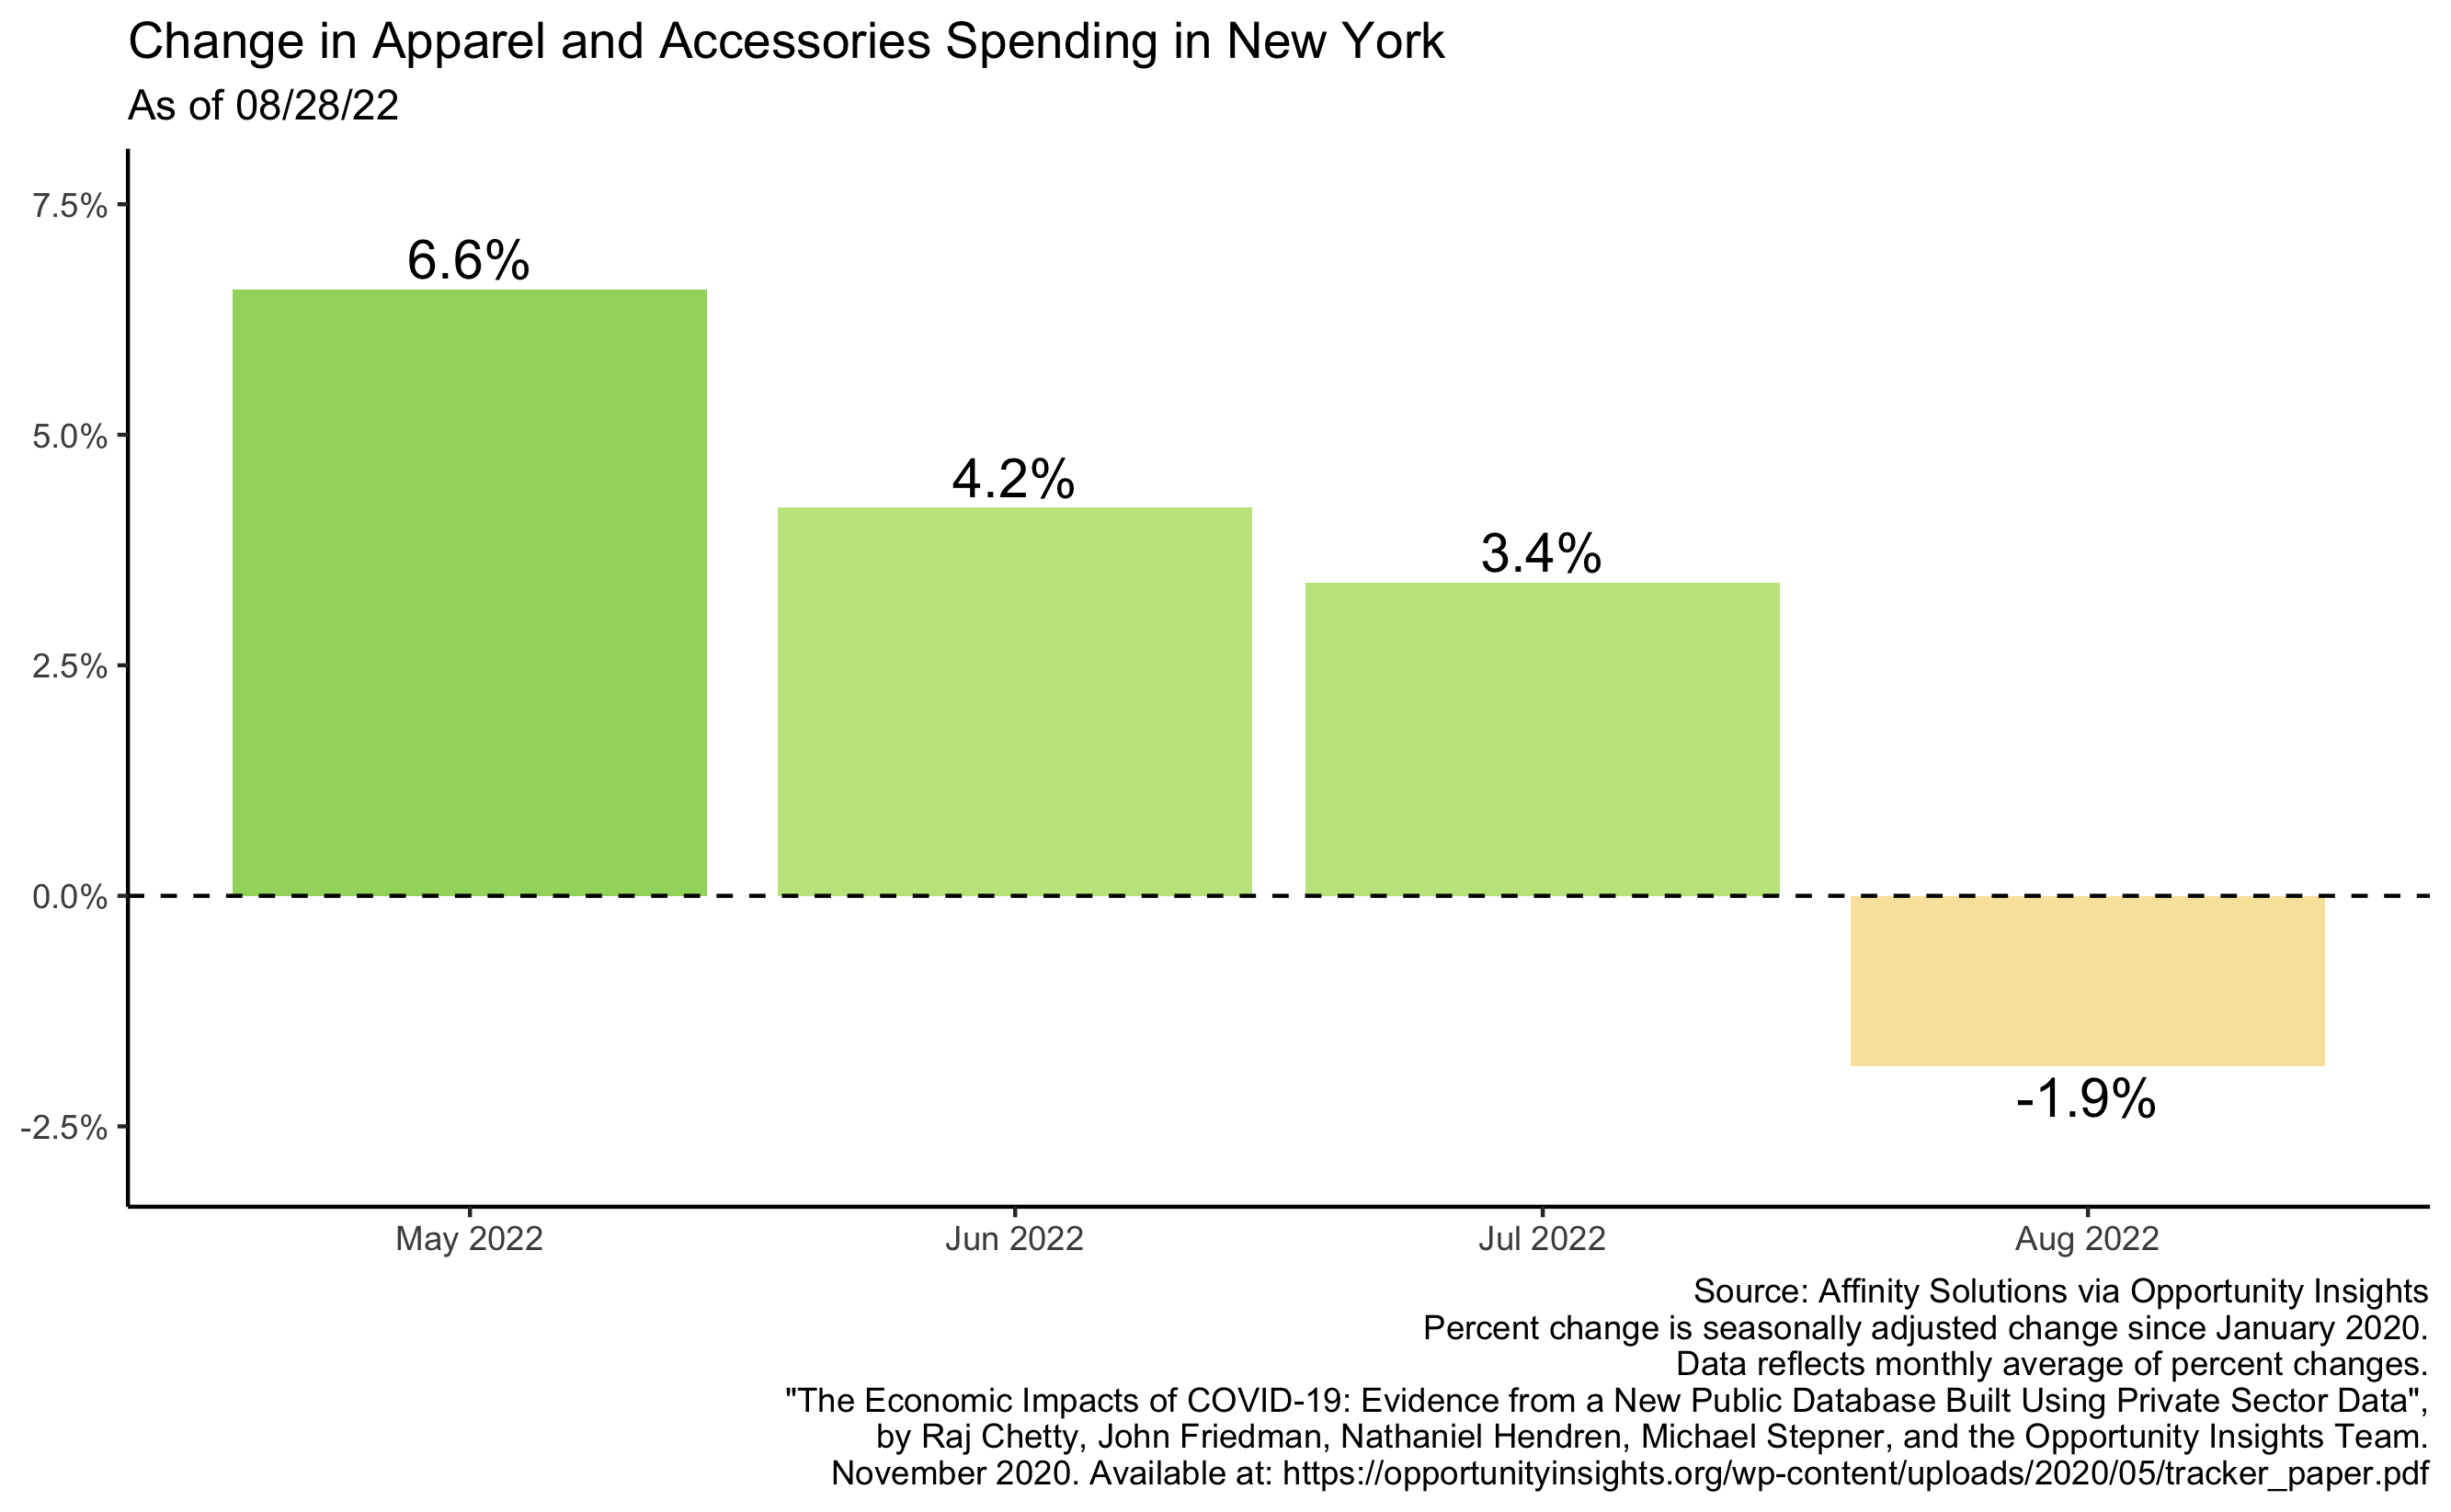 Change in Apparel and Accessories Spending in New York
As of 08/28/22
7.5%
5.0%
2.5%
0.0%
-2.5%
6.6%
4.2%
3.4%
-1.9%
May 2022
Jun 2022
Jul 2022
Aug 2022
Source: Affinity Solutions via Opportunity Insights
Percent change is seasonally adjusted change since January 2020.
Data reflects monthly average of percent changes.
"The Economic Impacts of COVID-19: Evidence from a New Public Database Built Using Private Sector Data",
by Raj Chetty, John Friedman, Nathaniel Hendren, Michael Stepner, and the Opportunity Insights Team.
November 2020. Available at: https://opportunityinsights.org/wp-content/uploads/2020/05/tracker_paper.pdf